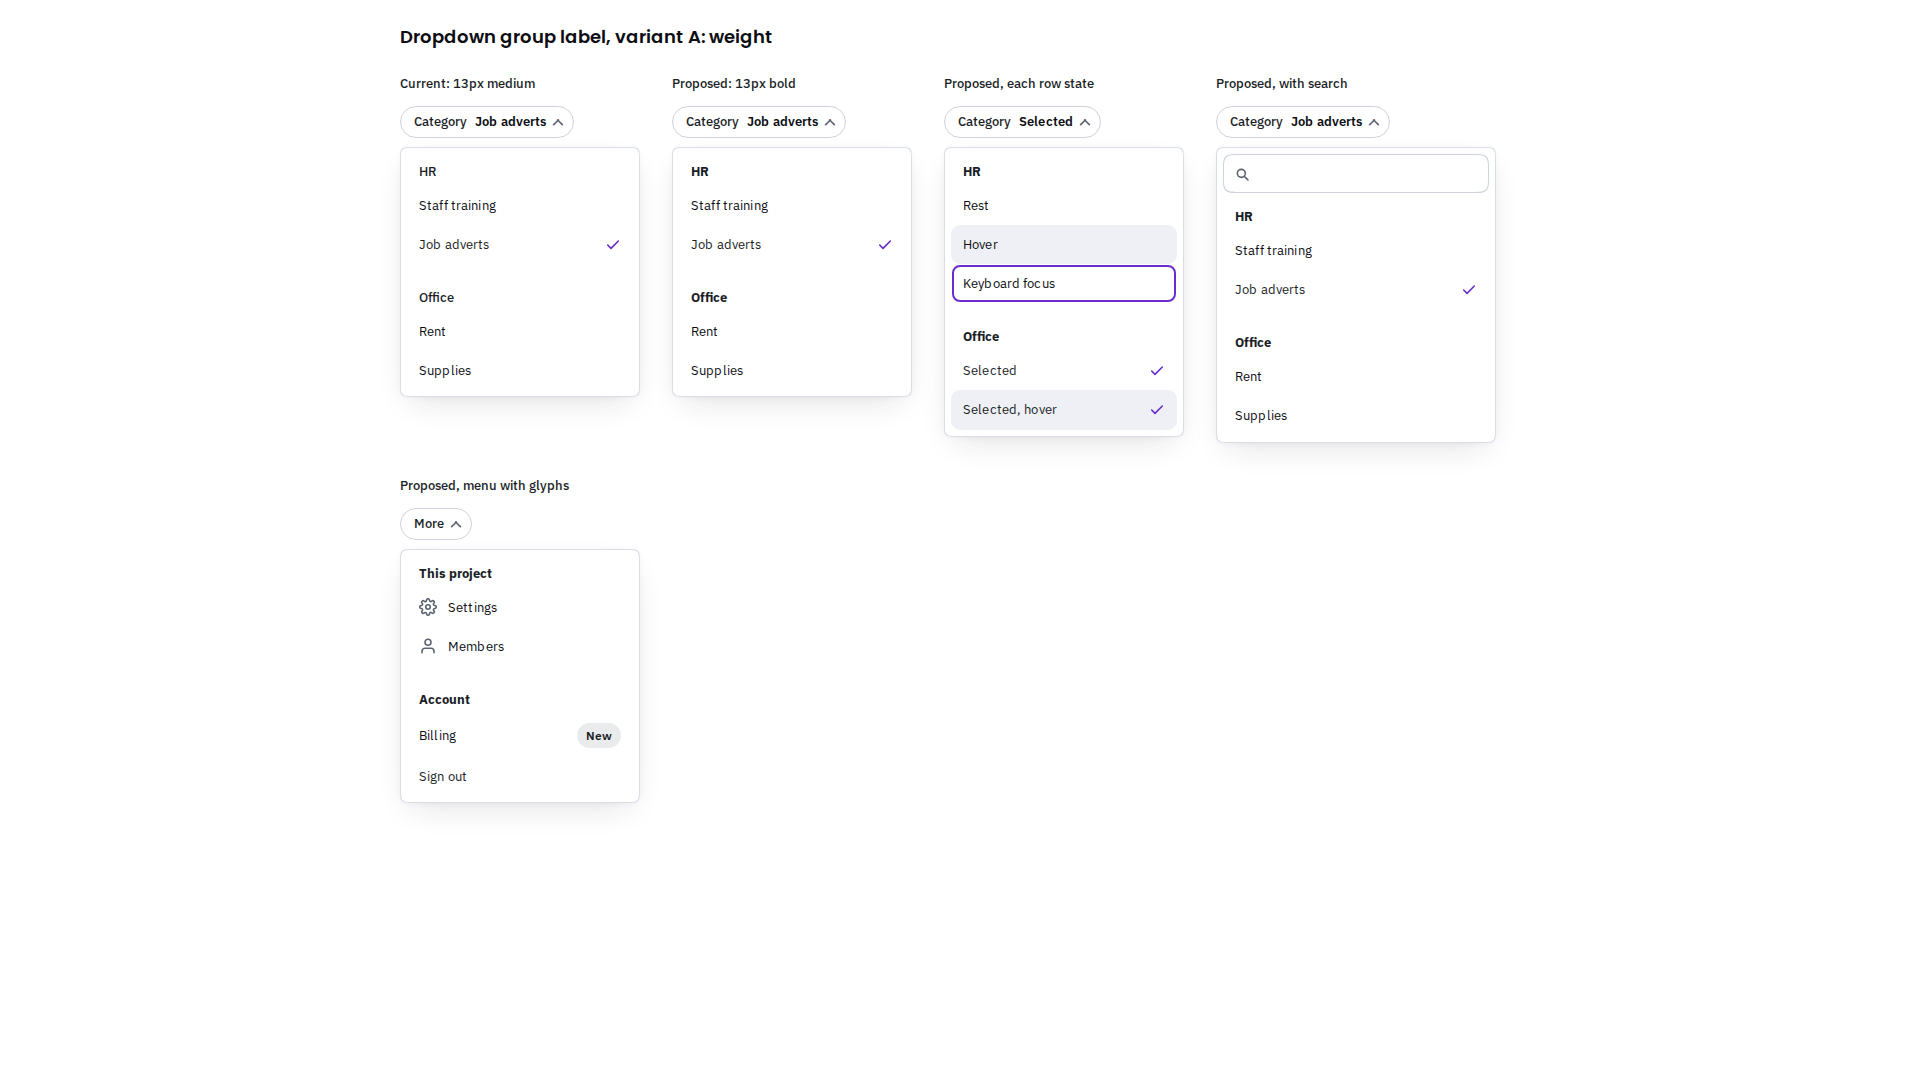 Dropdown group label, variant A: weight
Current: 13px medium
Category Job adverts
HR
Staff training
Job adverts
Office
Rent
Supplies
Proposed: 13px bold
Category Job adverts
HR
Staff training
Job adverts
Office
Rent
Supplies
Proposed, each row state
Category Selected
HR
Rest
Hover
Keyboard focus
Office
Selected
Selected, hover
Proposed, with search
Category Job adverts
HR
Staff training
Job adverts
Office
Rent
Supplies
Proposed, menu with glyphs
More
This project
Settings
Members
Account
Billing New
Sign out